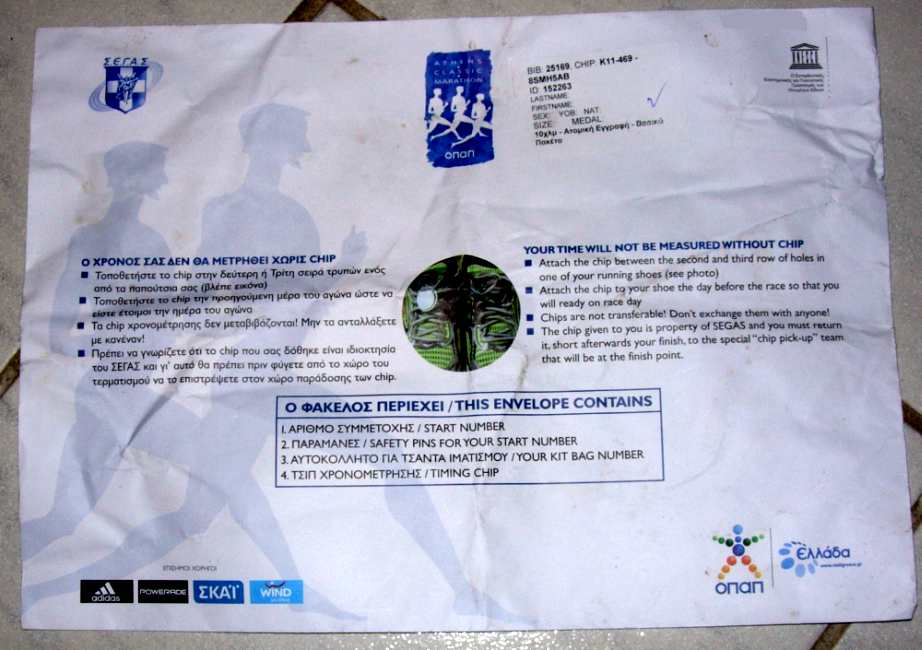 ΣΕΓΑΣ
ATHENS
CLASSIC
MARATHON
ΟΠΑΠ
BIB: 25169, CHIP: K11-469 -
85MH5AB
ID: 152263
LASTNAME:
FIRSTNAME:
SEX: YOB: NAT:
SIZE: MEDAL:
10χλμ - Ατομική Εγγραφή - Βασικό
Πακέτο
Ο ΧΡΟΝΟΣ ΣΑΣ ΔΕΝ ΘΑ ΜΕΤΡΗΘΕΙ ΧΩΡΙΣ CHIP
Τοποθετήστε το chip στην δεύτερη ή Τρίτη σειρά τρυπών ενός
από τα παπούτσια σας (βλέπε εικόνα)
Τοποθετήστε το chip την προηγούμενη μέρα του αγώνα ώστε να
είστε έτοιμοι την ημέρα του αγώνα
Τα chip χρονομέτρησης δεν μεταβιβάζονται! Μην τα ανταλλάξετε
με κανέναν!
Πρέπει να γνωρίζετε ότι το chip που σας δόθηκε είναι ιδιοκτησία
του ΣΕΓΑΣ και γι' αυτό θα πρέπει πριν φύγετε από το χώρο του
τερματισμού να το επιστρέψετε στον χώρο παράδοσης των chip.
YOUR TIME WILL NOT BE MEASURED WITHOUT CHIP
Attach the chip between the second and third row of holes in
one of your running shoes (see photo)
Attach the chip to your shoe the day before the race so that you
will ready on race day
Chips are not transferable! Don't exchange them with anyone!
The chip given to you is property of SEGAS and you must return
it, short afterwards your finish, to the special "chip pick-up" team
that will be at the finish point.
Ο ΦΑΚΕΛΟΣ ΠΕΡΙΕΧΕΙ / THIS ENVELOPE CONTAINS
1. ΑΡΙΘΜΟ ΣΥΜΜΕΤΟΧΗΣ / START NUMBER
2. ΠΑΡΑΜΑΝΕΣ / SAFETY PINS FOR YOUR START NUMBER
3. ΑΥΤΟΚΟΛΛΗΤΟ ΓΙΑ ΤΣΑΝΤΑ ΙΜΑΤΙΣΜΟΥ / YOUR KIT BAG NUMBER
4. ΤΣΙΠ ΧΡΟΝΟΜΕΤΡΗΣΗΣ / TIMING CHIP
ΕΠΙΣΗΜΟΙ ΧΟΡΗΓΟΙ
adidas
POWERADE
ΣΚΑΪ
WIND
ΟΠΑΠ
Ελλάδα